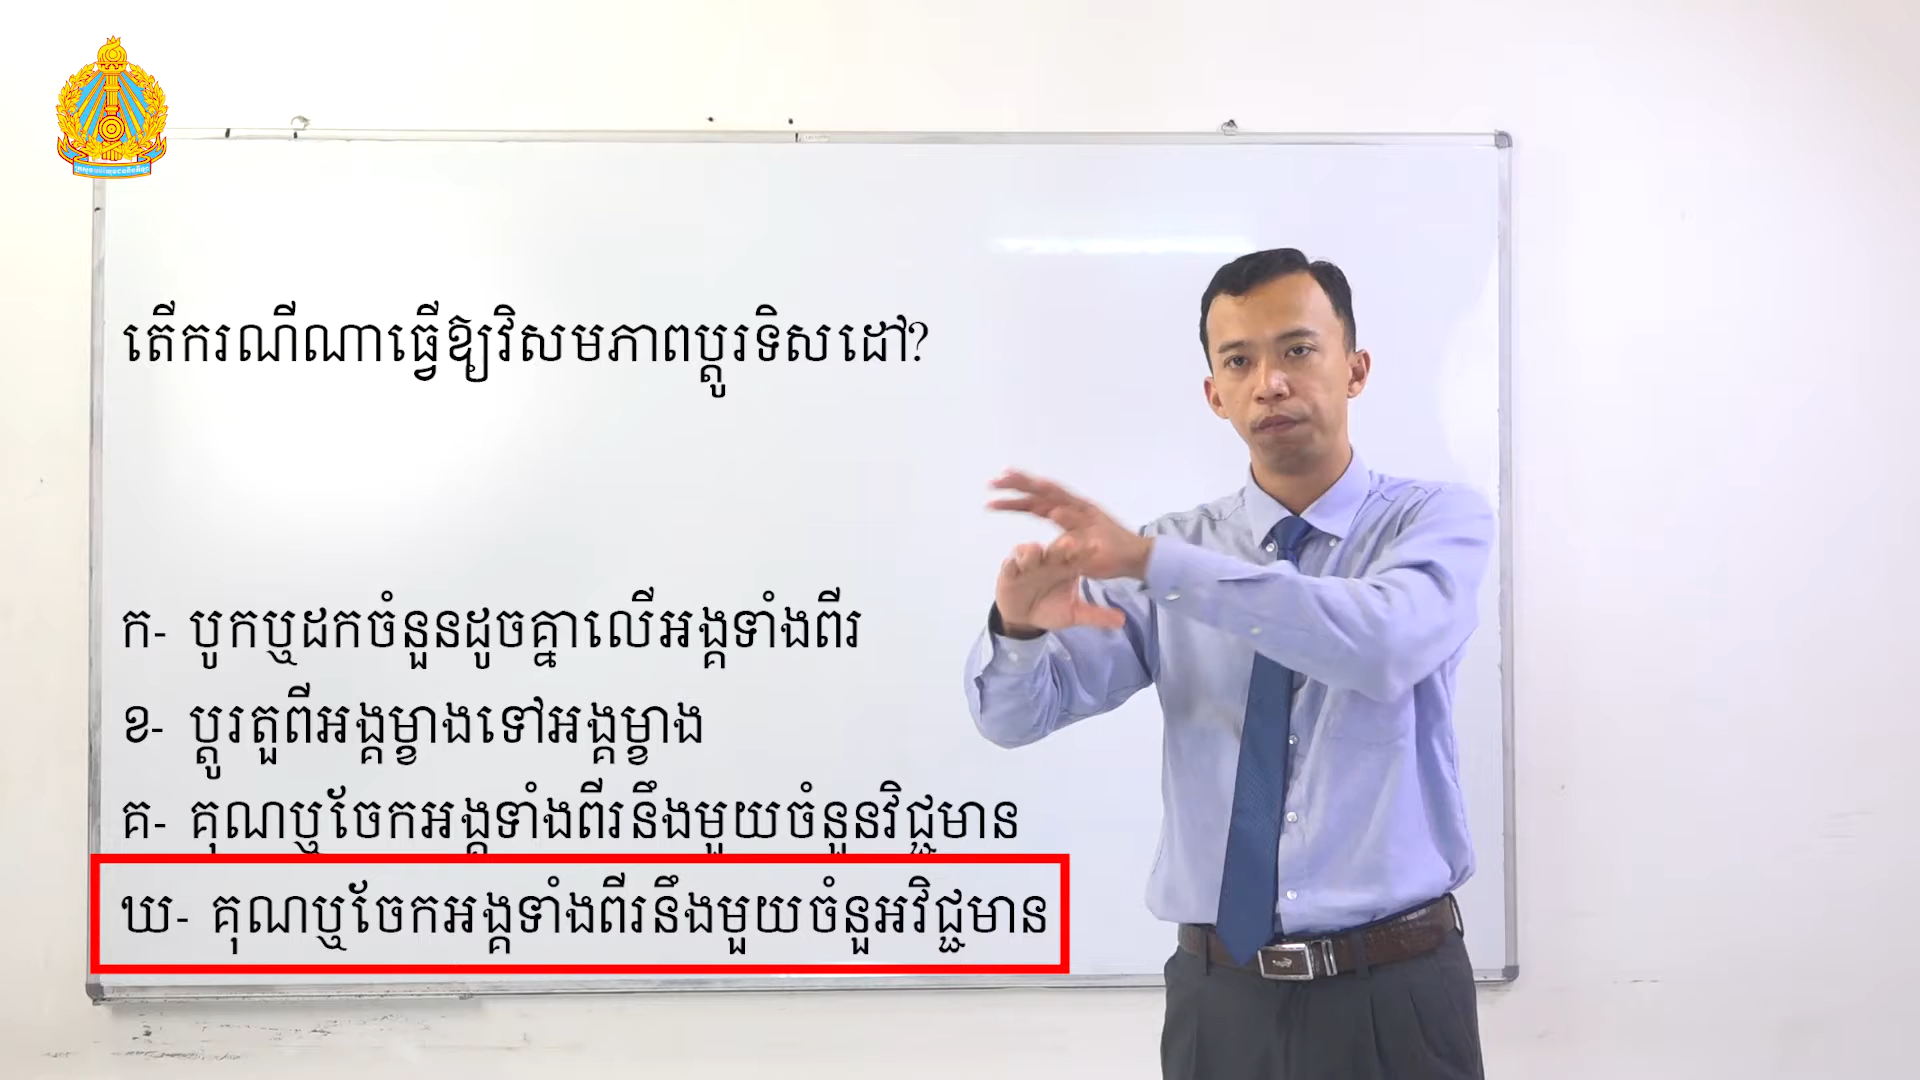 តើករណីណាធ្វើឱ្យវិសមភាពប្ដូរទិសដៅ?
ក- បូកឬដកចំនួនដូចគ្នាលើអង្គទាំងពីរ
ខ- ប្ដូរតួពីអង្គម្ខាងទៅអង្គម្ខាង
គ- គុណឬចែកអង្គទាំងពីរនឹងមួយចំនួនវិជ្ជមាន
ឃ- គុណឬចែកអង្គទាំងពីរនឹងមួយចំនួអវិជ្ជមាន